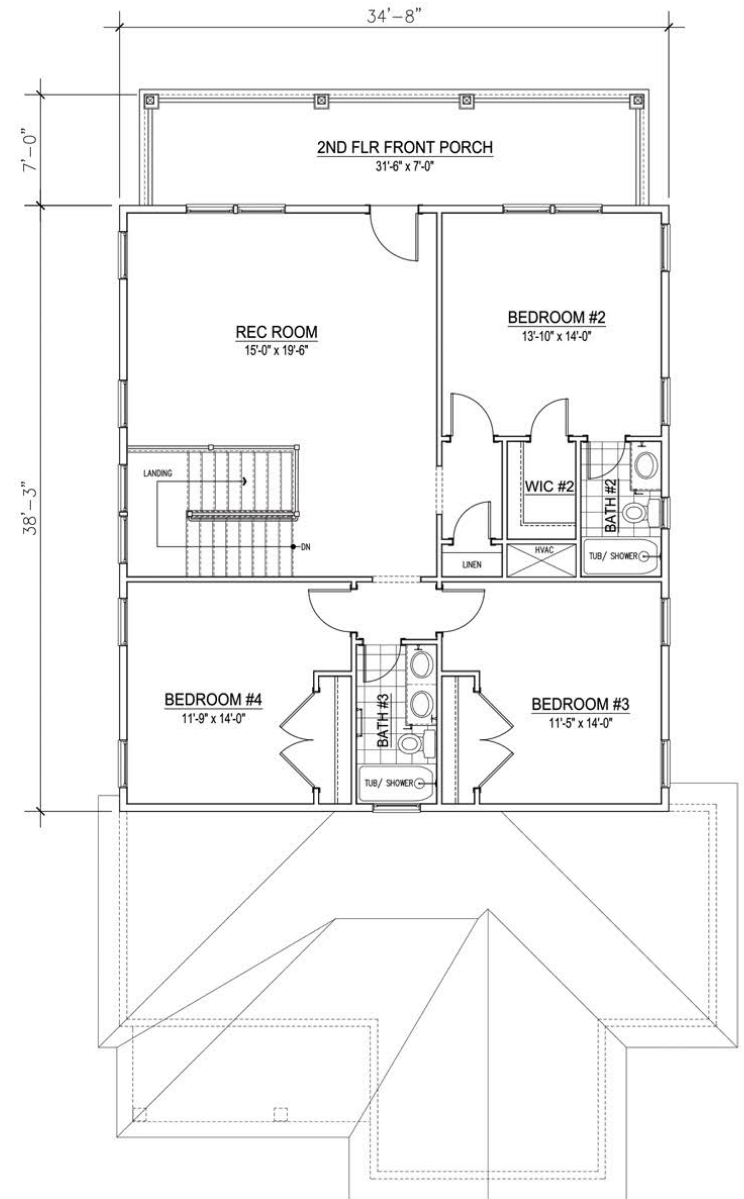 34'-8"
7'-0"
2ND FLR FRONT PORCH
31'-6" x 7'-0"
REC ROOM
15'-0" x 19'-6"
BEDROOM #2
13'-10" x 14'-0"
38'-3"
LANDING
DN
WIC #2
BATH #2
LINEN
HVAC
TUB/ SHOWER
BEDROOM #4
11'-9" x 14'-0"
BATH #3
TUB/ SHOWER
BEDROOM #3
11'-5" x 14'-0"